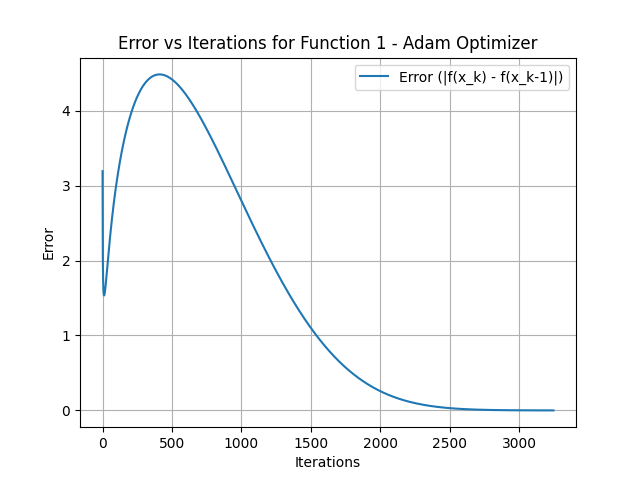 Error vs Iterations for Function 1 - Adam Optimizer
Error (|f(x_k) - f(x_k-1)|)
Error
4
3
2
1
0
0 500 1000 1500 2000 2500 3000
Iterations